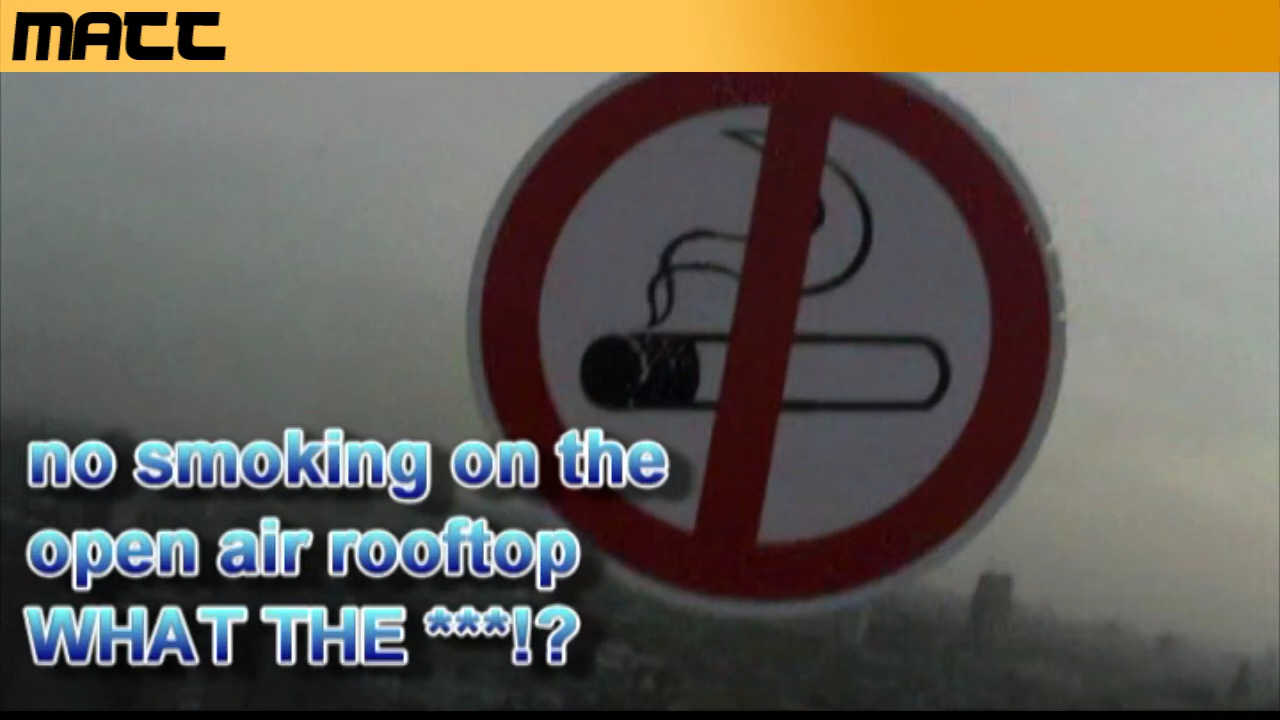 MATT
no smoking on the
open air rooftop
WHAT THE ***!?